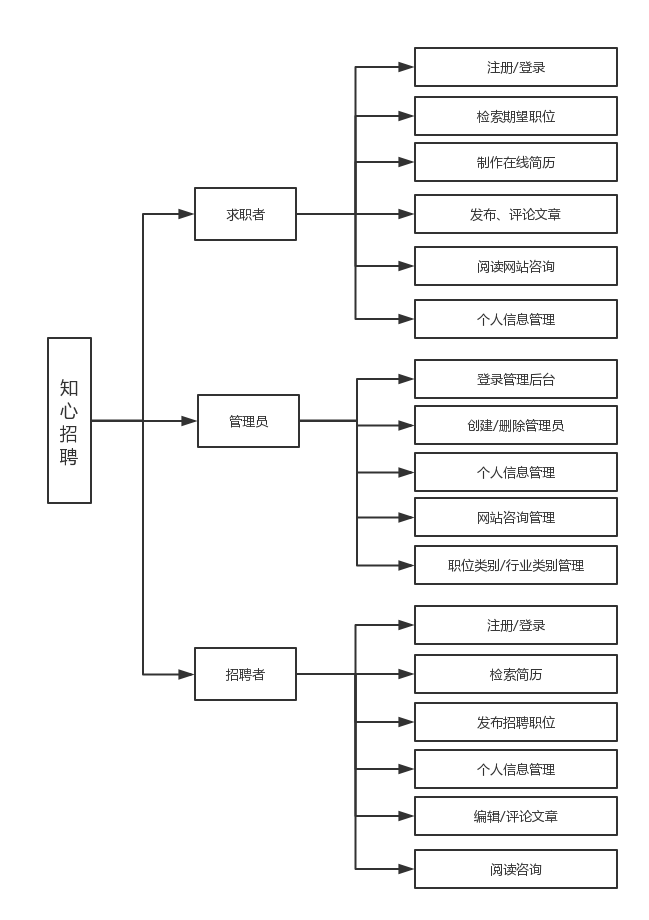 知
心
招
聘
求职者
注册/登录
检索期望职位
制作在线简历
发布、评论文章
阅读网站咨询
个人信息管理
管理员
登录管理后台
创建/删除管理员
个人信息管理
网站咨询管理
职位类别/行业类别管理
招聘者
注册/登录
检索简历
发布招聘职位
个人信息管理
编辑/评论文章
阅读咨询